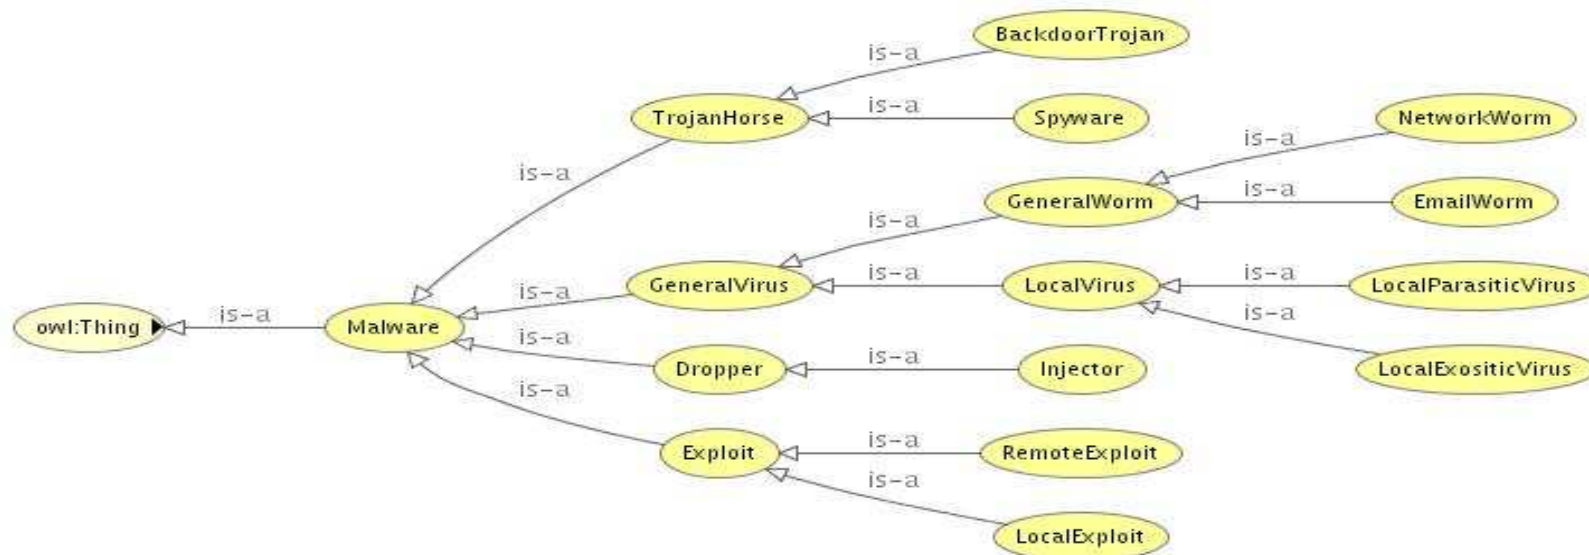 BackdoorTrojan
is-a
TrojanHorse
is-a
Spyware
NetworkWorm
is-a
is-a
GeneralWorm
is-a
EmailWorm
is-a
GeneralVirus
is-a
LocalVirus
is-a
LocalParasiticVirus
is-a
owl:Thing
is-a
Malware
is-a
is-a
Dropper
is-a
Injector
LocalExositicVirus
is-a
Exploit
is-a
RemoteExploit
is-a
LocalExploit